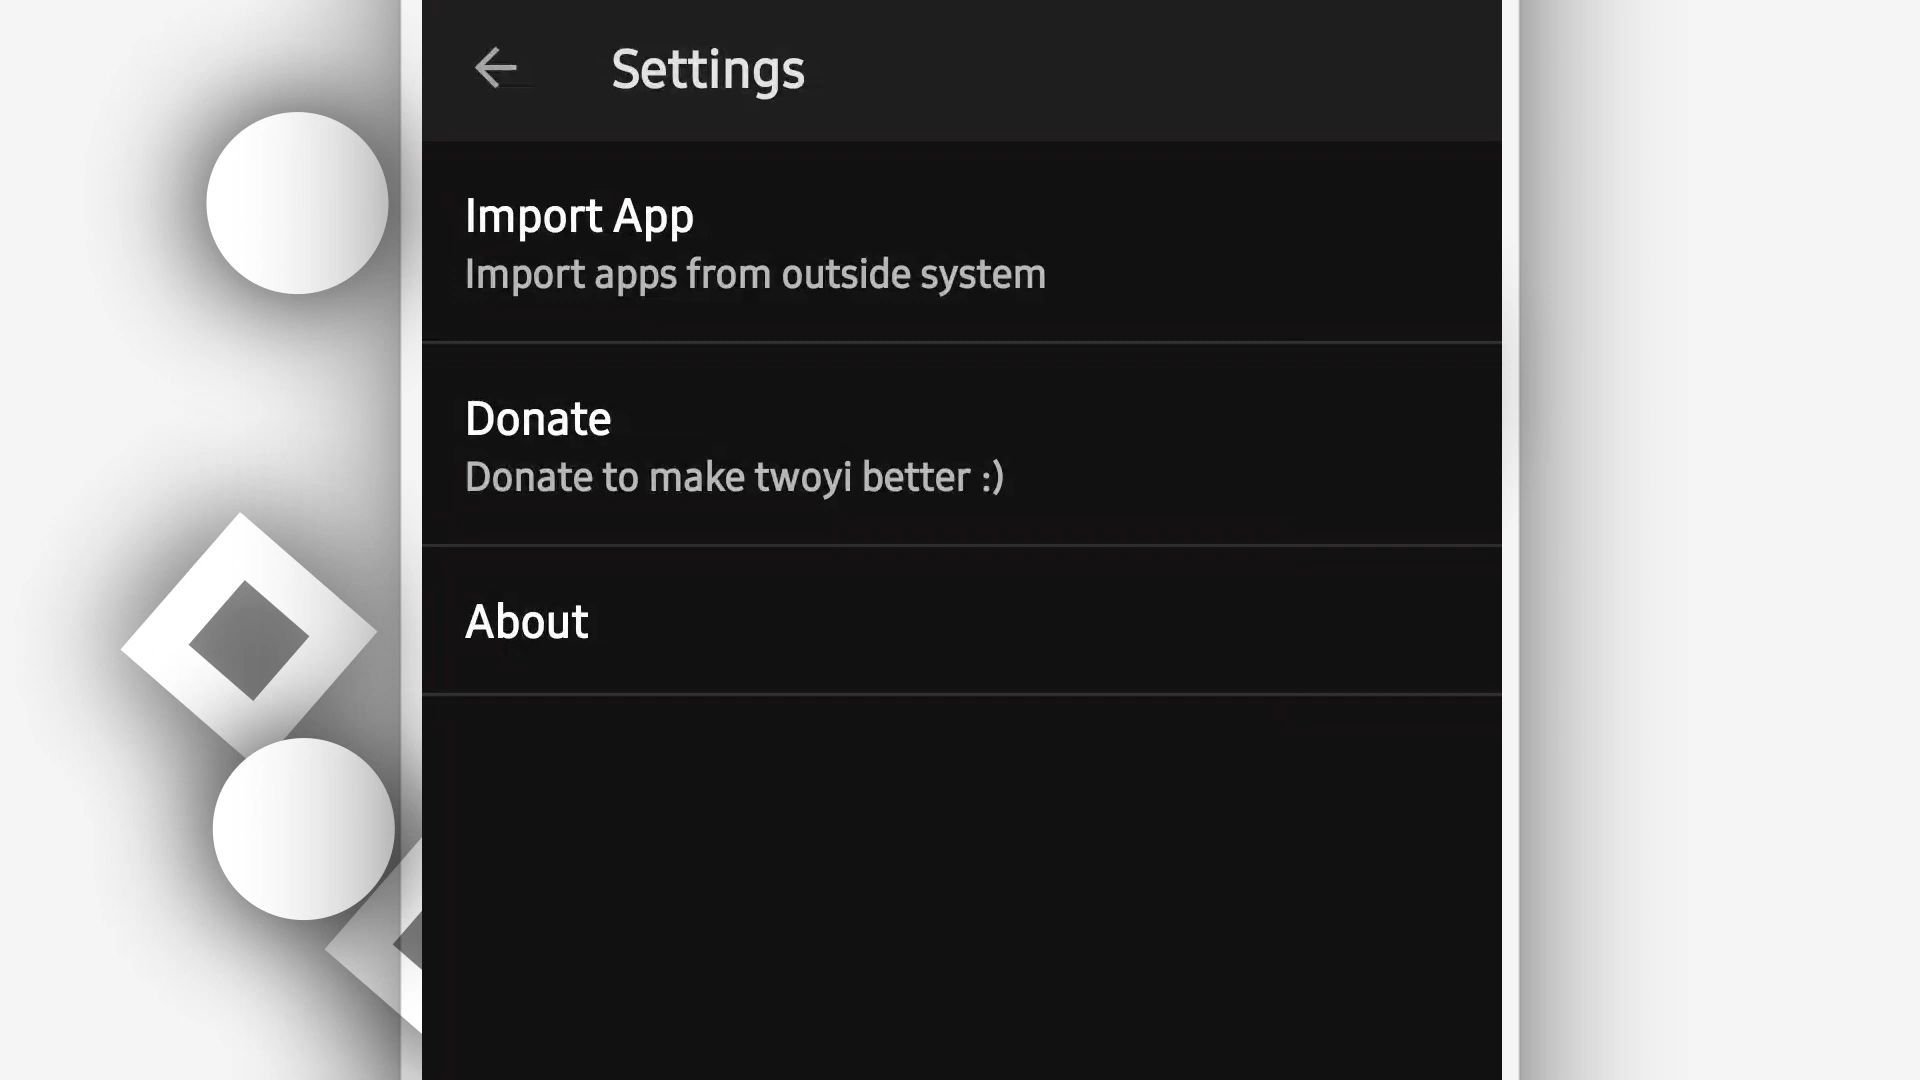 Settings
Import App
Import apps from outside system
Donate
Donate to make twoyi better :)
About